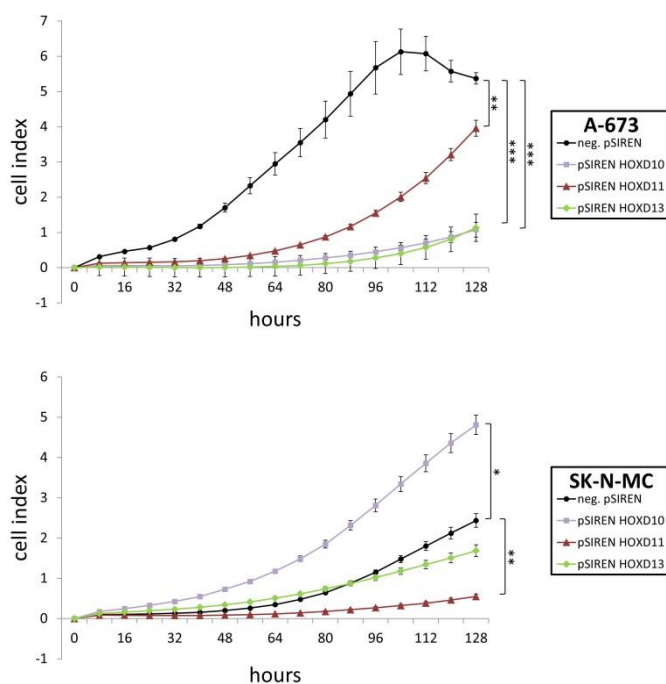 7
6
5
4
3
2
1
0
-1
cell index
0 16 32 48 64 80 96 112 128
hours
**
***
***
A-673
neg. pSIREN
pSIREN HOXD10
pSIREN HOXD11
pSIREN HOXD13
6
5
4
3
2
1
0
-1
cell index
0 16 32 48 64 80 96 112 128
hours
*
**
SK-N-MC
neg. pSIREN
pSIREN HOXD10
pSIREN HOXD11
pSIREN HOXD13